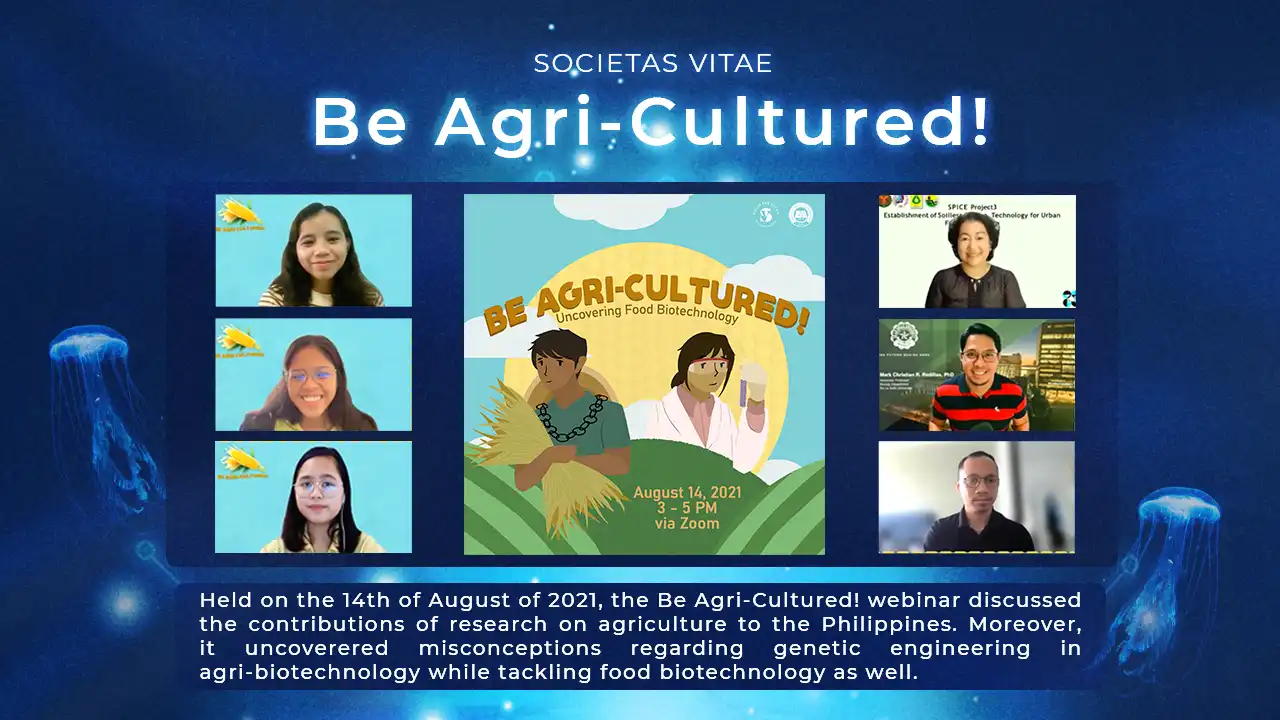 SOCIETAS VITAE
Be Agri-Cultured!
SPICE Project3
Establishment of Soilless
Technology for Urban
BE AGRI-CULTURED!
Uncovering Food Biotechnology
Mark Christian R. Rodillas, PhD
August 14, 2021
3 - 5 PM
via Zoom
Held on the 14th of August of 2021, the Be Agri-Cultured! webinar discussed
the contributions of research on agriculture to the Philippines. Moreover,
it uncoverered misconceptions regarding genetic engineering in
agri-biotechnology while tackling food biotechnology as well.